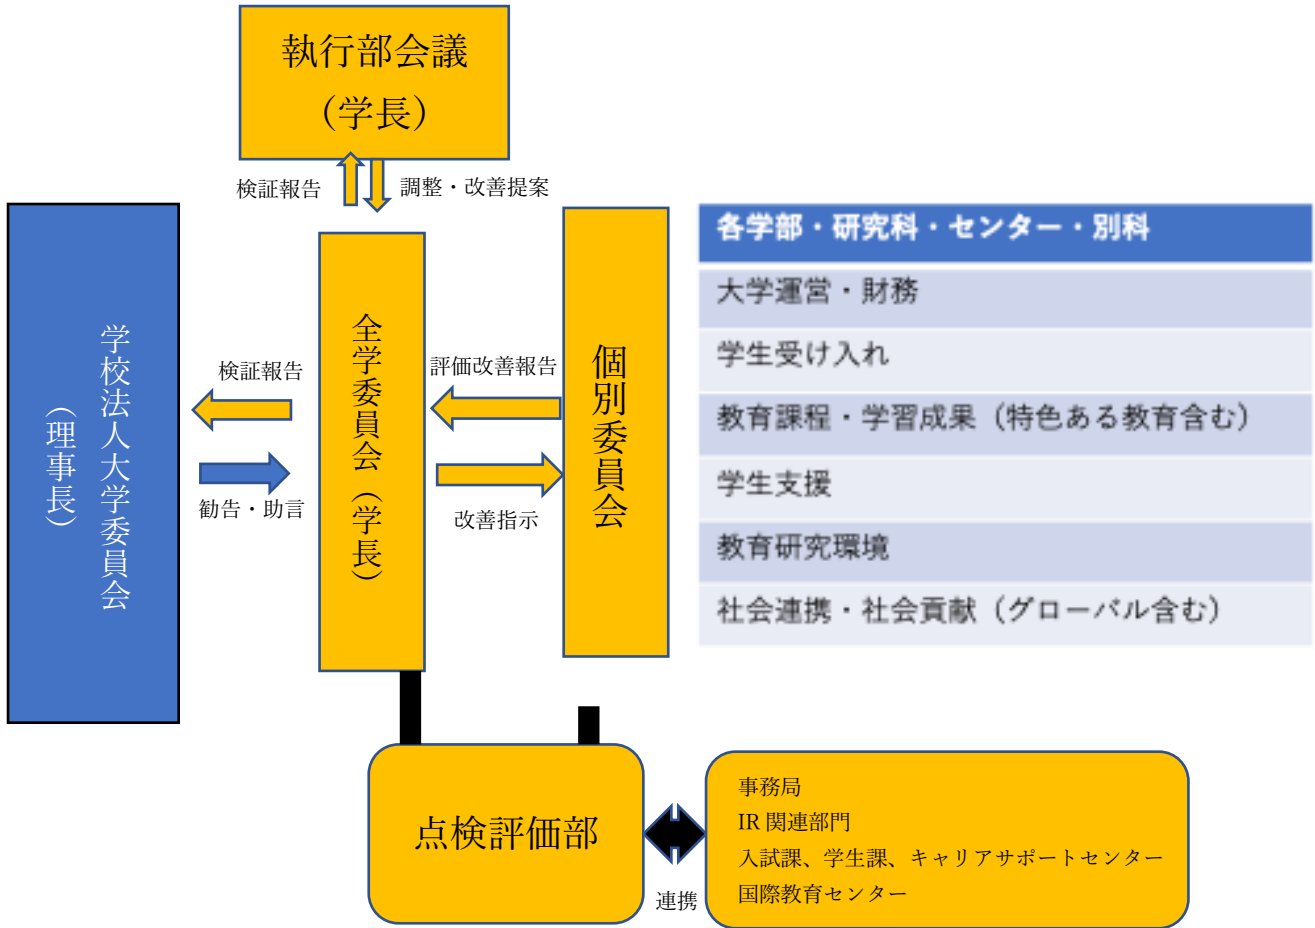 執行部会議
（学長）
検証報告
調整・改善提案
学校法人大学委員会
（理事長）
検証報告
勧告・助言
全学委員会（学長）
評価改善報告
改善指示
個別委員会
各学部・研究科・センター・別科
大学運営・財務
学生受け入れ
教育課程・学習成果（特色ある教育含む）
学生支援
教育研究環境
社会連携・社会貢献（グローバル含む）
点検評価部
連携
事務局
IR 関連部門
入試課、学生課、キャリアサポートセンター
国際教育センター